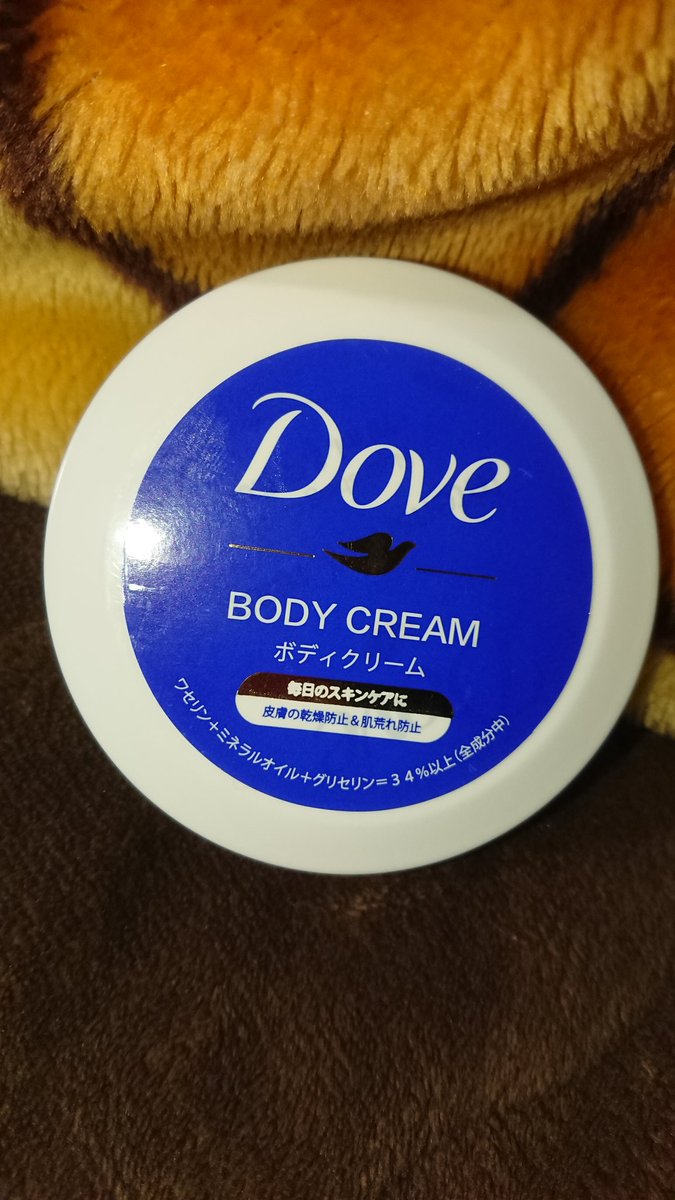 Dove
BODY CREAM
ボディクリーム
毎日のスキンケアに
皮膚の乾燥防止&肌荒れ防止
ワセリン+ミネラルオイル+グリセリン=34%以上(全成分中)